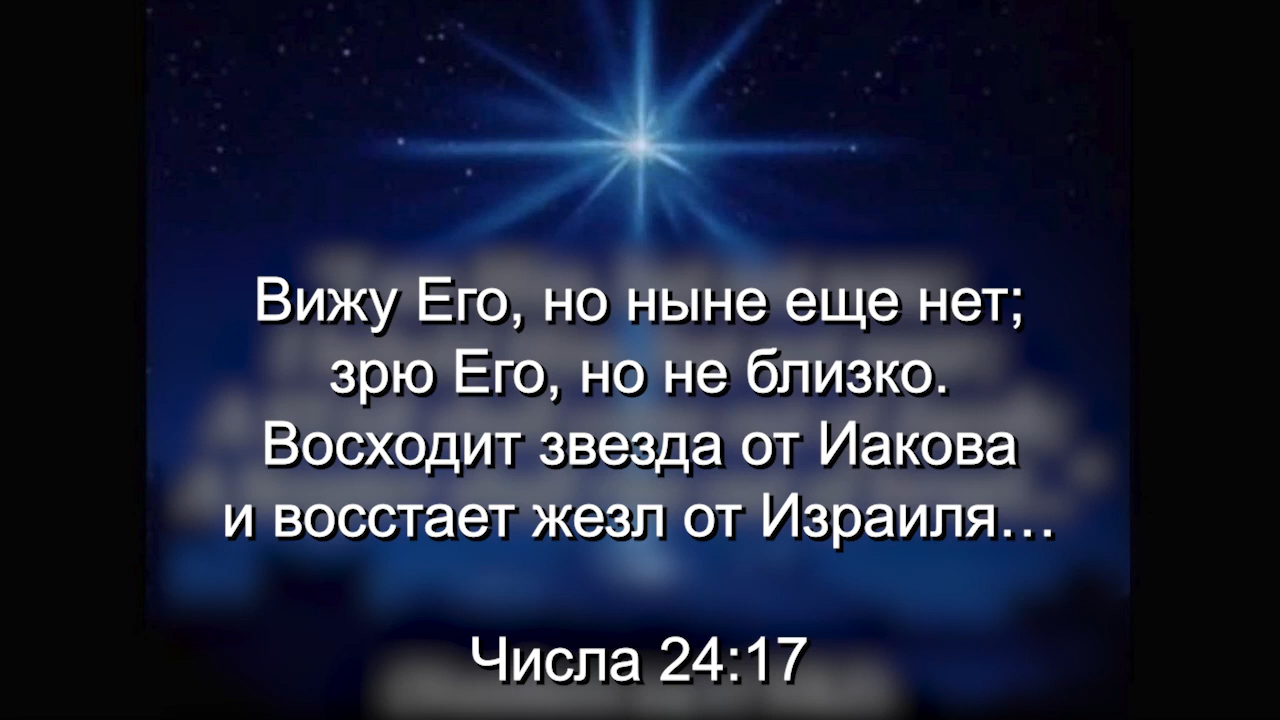 Вижу Его, но ныне еще нет;
зрю Его, но не близко.
Восходит звезда от Иакова
и восстает жезл от Израиля…
Числа 24:17